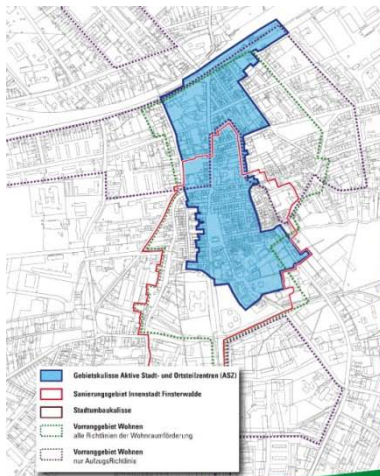 Gebietskulisse Aktive Stadt- und Ortsteilzentren (ASZ)
Sanierungsgebiet Innenstadt Finsterwalde
Stadtumbaukulisse
Vorranggebiet Wohnen
alle Richtlinien der Wohnraumförderung
Vorranggebiet Wohnen
nur AufzugsRichtlinie